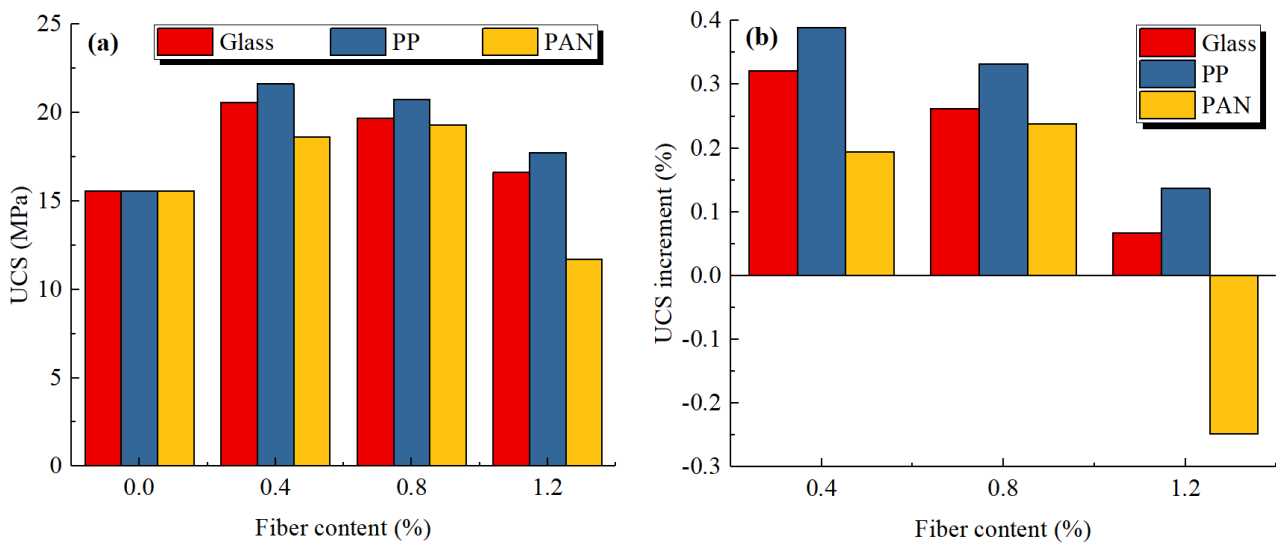 (a)
Glass PP PAN
UCS (MPa)
25
20
15
10
5
0
0.0 0.4 0.8 1.2
Fiber content (%)
(b)
Glass
PP
PAN
UCS increment (%)
0.4
0.3
0.2
0.1
0.0
-0.1
-0.2
-0.3
0.4 0.8 1.2
Fiber content (%)